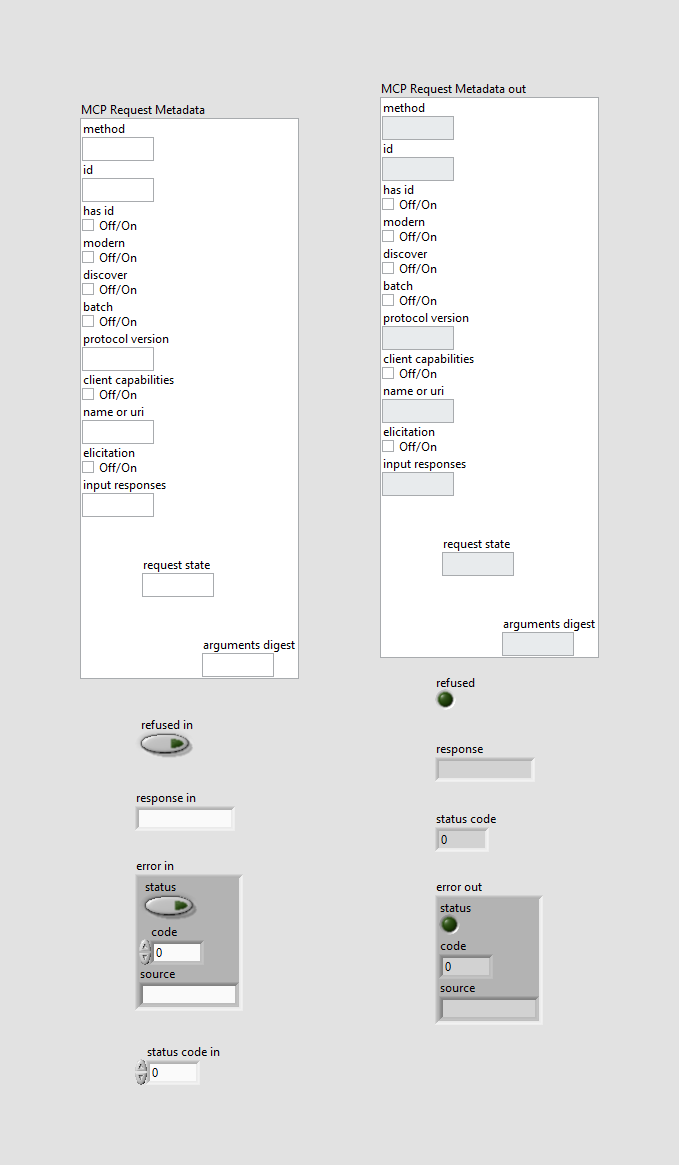 MCP Request Metadata
method
id
has id
Off/On
modern
Off/On
discover
Off/On
batch
Off/On
protocol version
client capabilities
Off/On
name or uri
elicitation
Off/On
input responses
request state
arguments digest
refused in
response in
error in
status
code
0
source
status code in
0
MCP Request Metadata out
method
id
has id
Off/On
modern
Off/On
discover
Off/On
batch
Off/On
protocol version
client capabilities
Off/On
name or uri
elicitation
Off/On
input responses
request state
arguments digest
refused
response
status code
0
error out
status
code
0
source